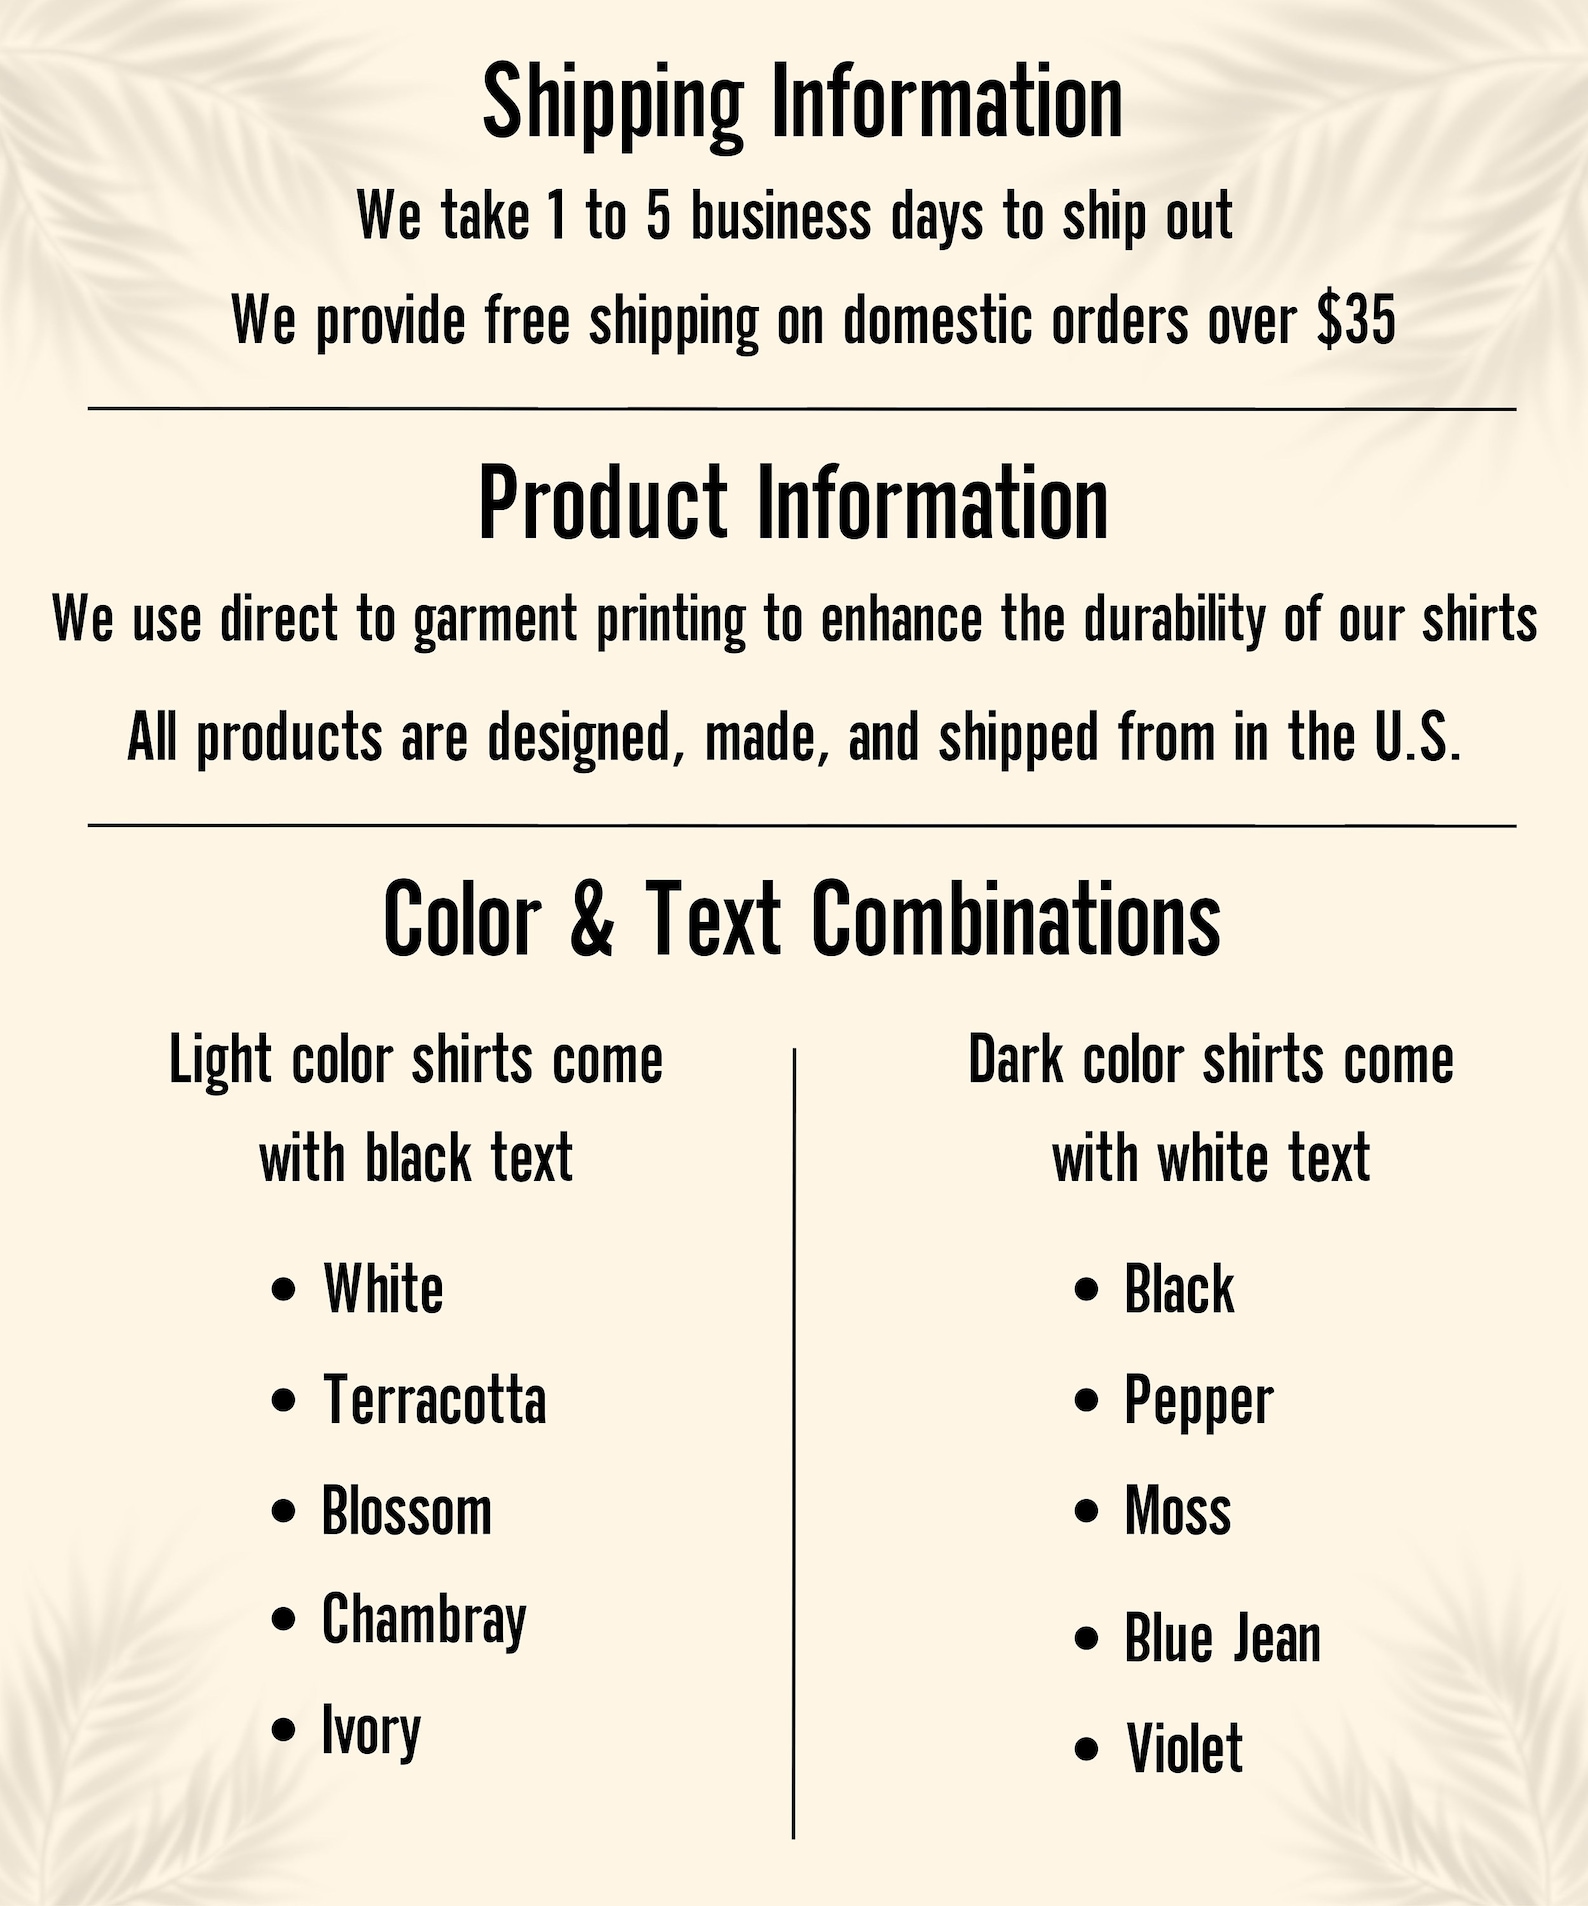 Shipping Information
We take 1 to 5 business days to ship out
We provide free shipping on domestic orders over $35
Product Information
We use direct to garment printing to enhance the durability of our shirts
All products are designed, made, and shipped from in the U.S.
Color & Text Combinations
Light color shirts come
with black text
• White
• Terracotta
• Blossom
• Chambray
• Ivory
Dark color shirts come
with white text
• Black
• Pepper
• Moss
• Blue Jean
• Violet